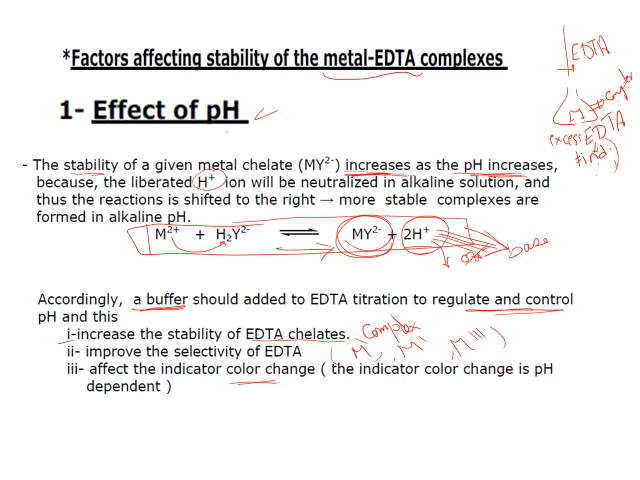 *Factors affecting stability of the metal-EDTA complexes
EDTA
1- Effect of pH
M
excess EDTA
find.
- The stability of a given metal chelate (MY2-) increases as the pH increases,
because, the liberated H+ ion will be neutralized in alkaline solution, and
thus the reactions is shifted to the right → more stable complexes are
formed in alkaline pH.
M2+ + H2Y2- ⇌ MY2- + 2H+
base
Accordingly, a buffer should added to EDTA titration to regulate and control
pH and this
i-increase the stability of EDTA chelates.
Complex
ii- improve the selectivity of EDTA
(M', M'', M''')
iii- affect the indicator color change ( the indicator color change is pH
dependent )